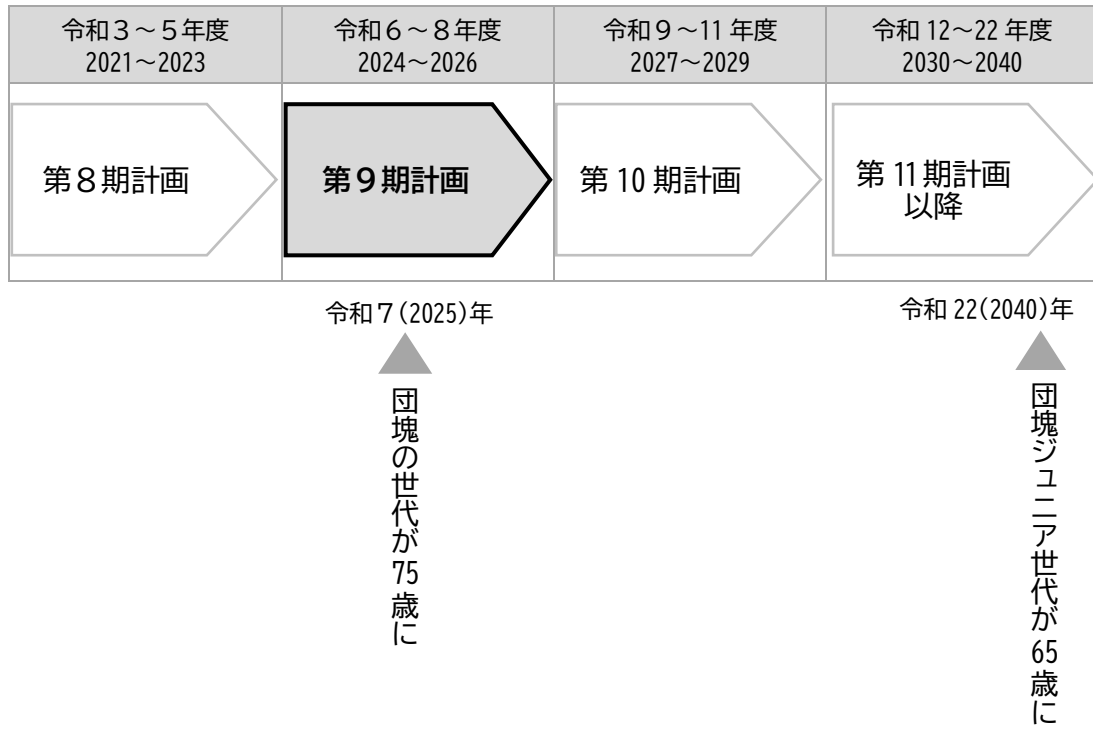 令和３～５年度
2021～2023
令和６～８年度
2024～2026
令和９～11 年度
2027～2029
令和 12～22 年度
2030～2040
第８期計画
第９期計画
第 10 期計画
第 11 期計画
以降
令和７(2025)年
令和 22(2040)年
団塊の世代が 75 歳に
団塊ジュニア世代が 65 歳に